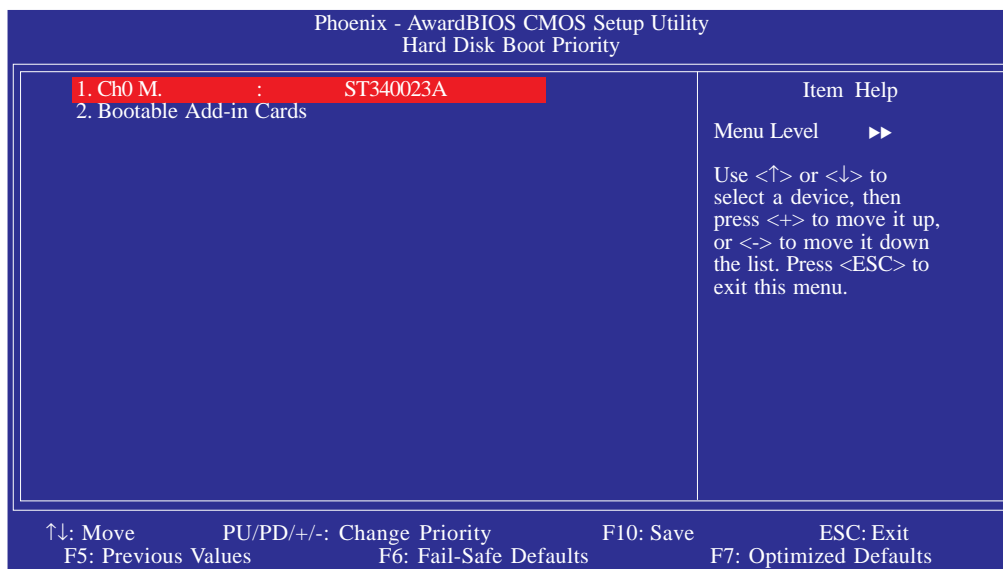 Phoenix - AwardBIOS CMOS Setup Utility
Hard Disk Boot Priority
1. Ch0 M. : ST340023A
2. Bootable Add-in Cards
Item Help
Menu Level ▸▸
Use <↑> or <↓> to
select a device, then
press <+> to move it up,
or <-> to move it down
the list. Press <ESC> to
exit this menu.
↑↓: Move PU/PD/+/-: Change Priority F10: Save ESC: Exit
F5: Previous Values F6: Fail-Safe Defaults F7: Optimized Defaults